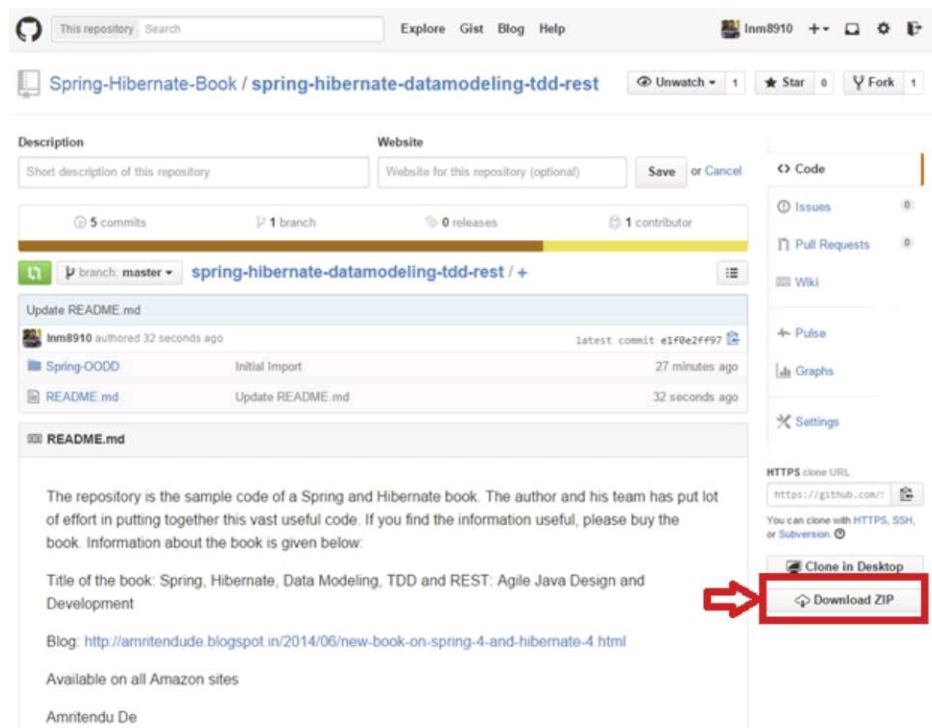 This repository Search Explore Gist Blog Help lnm8910
Spring-Hibernate-Book / spring-hibernate-datamodeling-tdd-rest Unwatch 1 Star 0 Fork 1
Description Website
Short description of this repository Website for this repository (optional) Save or Cancel
5 commits 1 branch 0 releases 1 contributor
branch: master spring-hibernate-datamodeling-tdd-rest / +
Update README.md
lnm8910 authored 32 seconds ago latest commit e1f0e2ff97
Spring-OODD Initial Import 27 minutes ago
README.md Update README.md 32 seconds ago
README.md
The repository is the sample code of a Spring and Hibernate book. The author and his team has put lot
of effort in putting together this vast useful code. If you find the information useful, please buy the
book. Information about the book is given below:
Title of the book: Spring, Hibernate, Data Modeling, TDD and REST: Agile Java Design and
Development
Blog: http://amritendude.blogspot.in/2014/06/new-book-on-spring-4-and-hibernate-4.html
Available on all Amazon sites
Amritendu De
Code
Issues 0
Pull Requests 0
Wiki
Pulse
Graphs
Settings
HTTPS clone URL
https://github.com/
You can clone with HTTPS, SSH,
or Subversion.
Clone in Desktop
Download ZIP